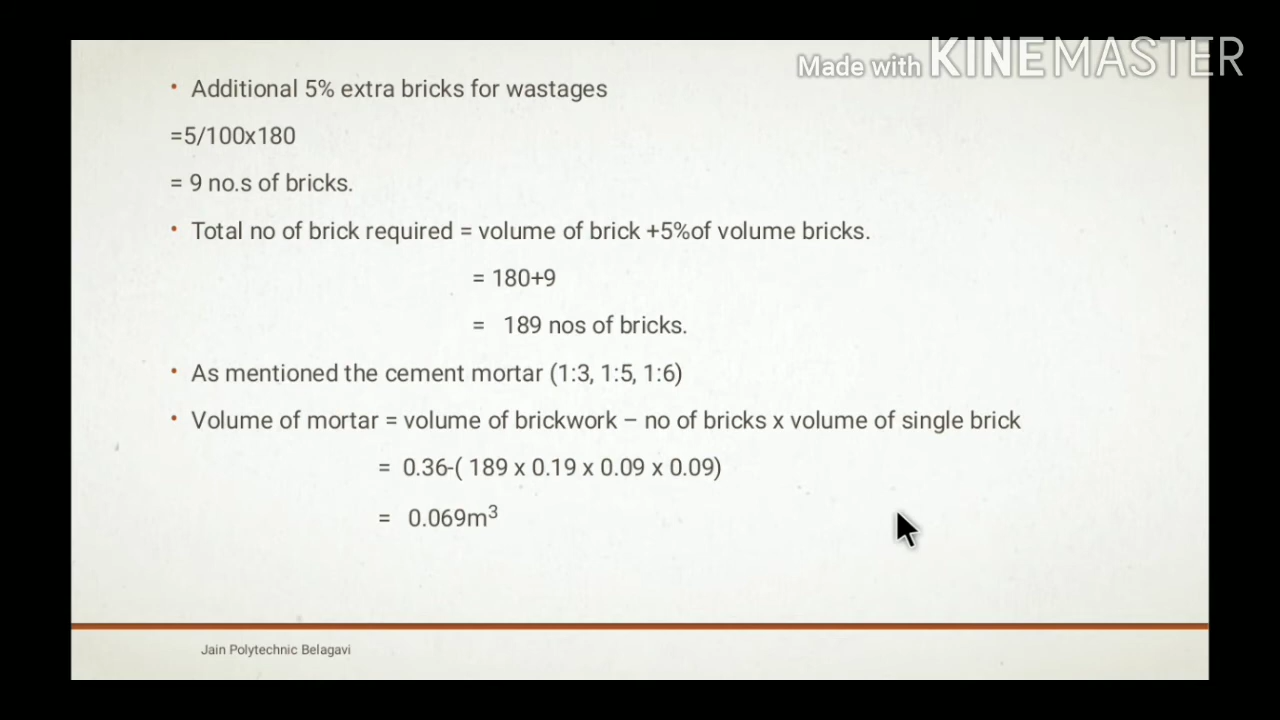 Made with KINEMASTER
• Additional 5% extra bricks for wastages
=5/100x180
= 9 no.s of bricks.
• Total no of brick required = volume of brick +5%of volume bricks.
= 180+9
= 189 nos of bricks.
• As mentioned the cement mortar (1:3, 1:5, 1:6)
• Volume of mortar = volume of brickwork – no of bricks x volume of single brick
= 0.36-( 189 x 0.19 x 0.09 x 0.09)
= 0.069m³
Jain Polytechnic Belagavi